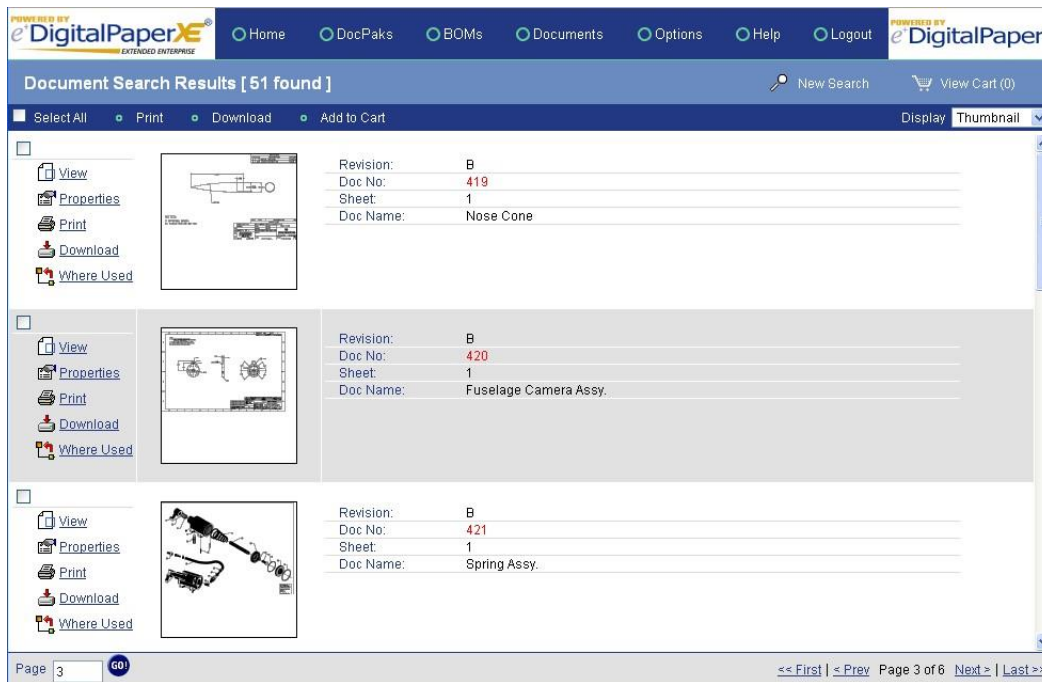 POWERED BY
e+DigitalPaperXE®
EXTENDED ENTERPRISE
Home DocPaks BOMs Documents Options Help Logout
POWERED BY
e+DigitalPaper
Document Search Results [ 51 found ] New Search View Cart (0)
Select All Print Download Add to Cart Display Thumbnail
View
Properties
Print
Download
Where Used
Revision: B
Doc No: 419
Sheet: 1
Doc Name: Nose Cone
View
Properties
Print
Download
Where Used
Revision: B
Doc No: 420
Sheet: 1
Doc Name: Fuselage Camera Assy.
View
Properties
Print
Download
Where Used
Revision: B
Doc No: 421
Sheet: 1
Doc Name: Spring Assy.
Page 3 GO! << First | < Prev Page 3 of 6 Next > | Last >>